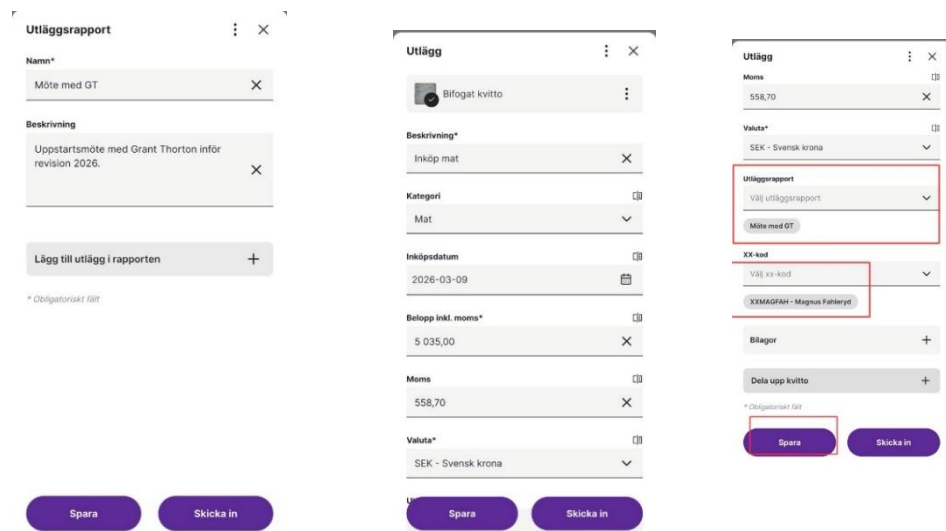 Utläggsrapport
Namn*
Möte med GT
Beskrivning
Uppstartsmöte med Grant Thorton inför
revision 2026.
Lägg till utlägg i rapporten
* Obligatoriskt fält
Spara
Skicka in
Utlägg
Bifogat kvitto
Beskrivning*
Inköp mat
Kategori
Mat
Inköpsdatum
2026-03-09
Belopp inkl. moms*
5 035,00
Moms
558,70
Valuta*
SEK - Svensk krona
Spara
Skicka in
Utlägg
Moms
558,70
Valuta*
SEK - Svensk krona
Utläggsrapport
Välj utläggsrapport
Möte med GT
XX-kod
Välj xx-kod
XXMAGFAH - Magnus Fahleryd
Bilagor
Dela upp kvitto
* Obligatoriskt fält
Spara
Skicka in